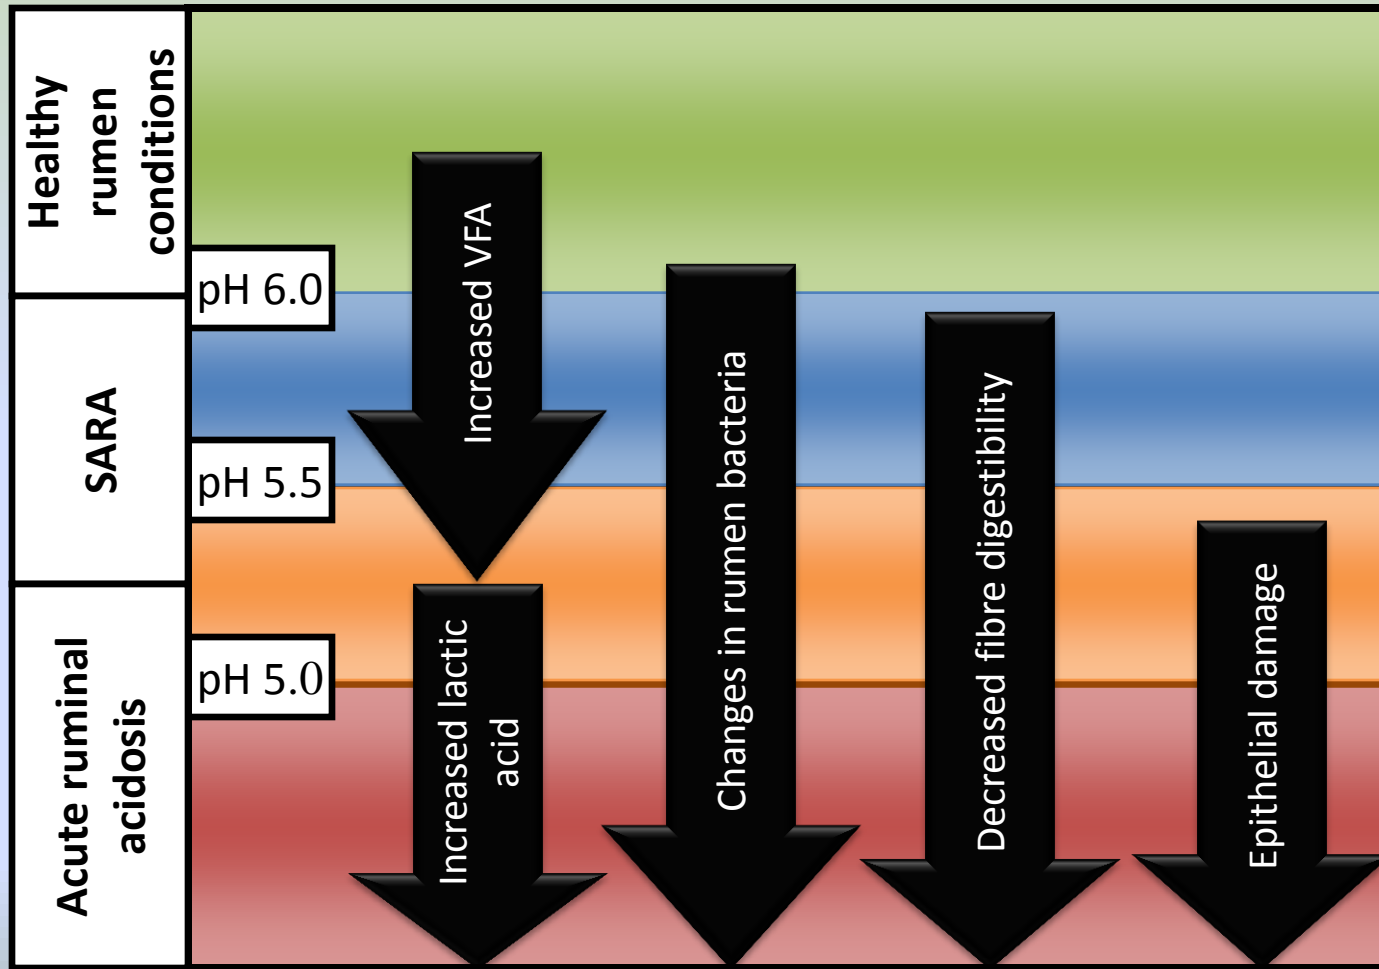 Healthy
rumen
conditions
pH 6.0
SARA
pH 5.5
Acute ruminal
acidosis
pH 5.0
Increased VFA
Increased lactic
acid
Changes in rumen bacteria
Decreased fibre digestibility
Epithelial damage